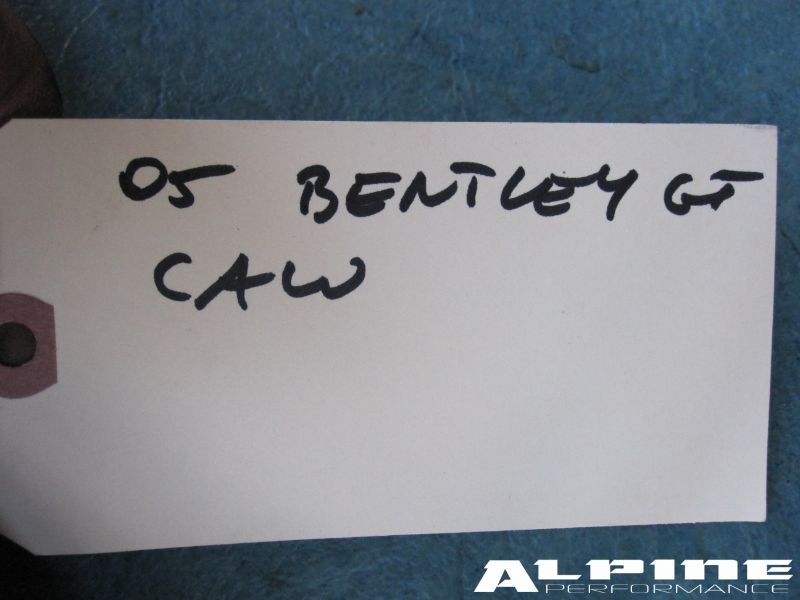 05 BENTLEY GT
CAW
ALPINE
PERFORMANCE